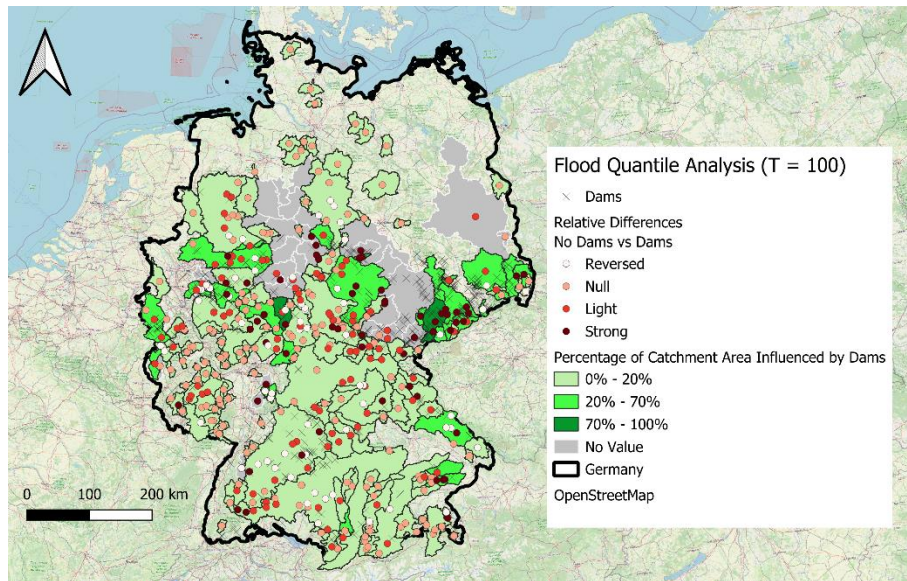 Flood Quantile Analysis (T = 100)
Dams
Relative Differences
No Dams vs Dams
Reversed
Null
Light
Strong
Percentage of Catchment Area Influenced by Dams
0% - 20%
20% - 70%
70% - 100%
No Value
Germany
OpenStreetMap
0 100 200 km